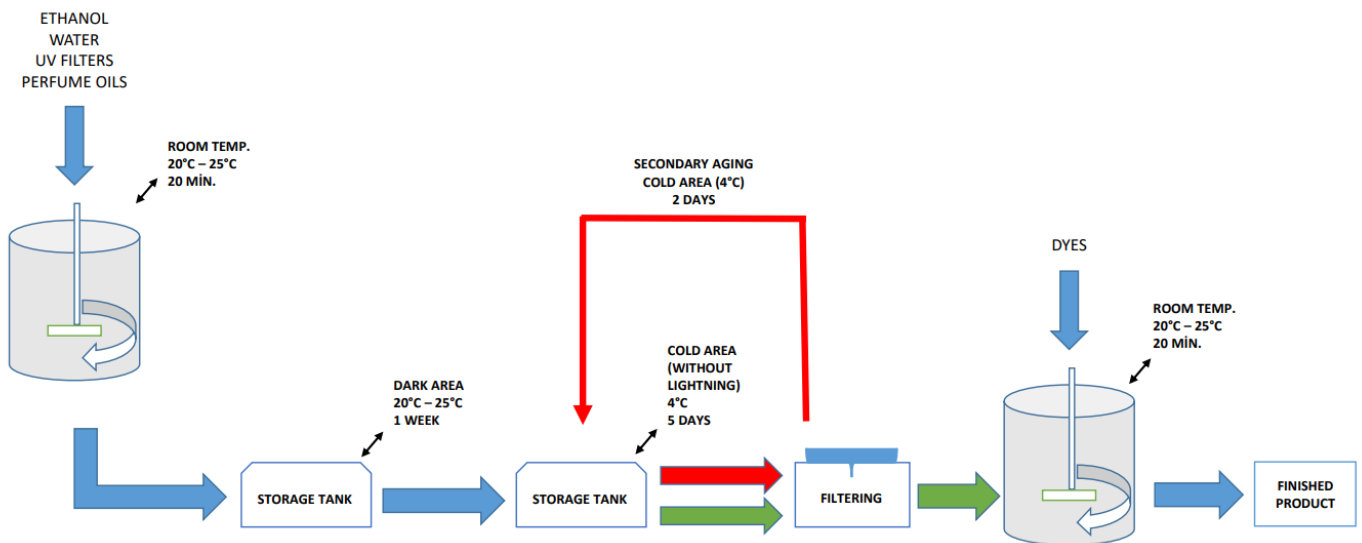 ETHANOL
WATER
UV FILTERS
PERFUME OILS
ROOM TEMP.
20°C – 25°C
20 MİN.
DARK AREA
20°C – 25°C
1 WEEK
STORAGE TANK
SECONDARY AGING
COLD AREA (4°C)
2 DAYS
COLD AREA
(WITHOUT
LIGHTNING)
4°C
5 DAYS
STORAGE TANK
FILTERING
DYES
ROOM TEMP.
20°C – 25°C
20 MİN.
FINISHED
PRODUCT